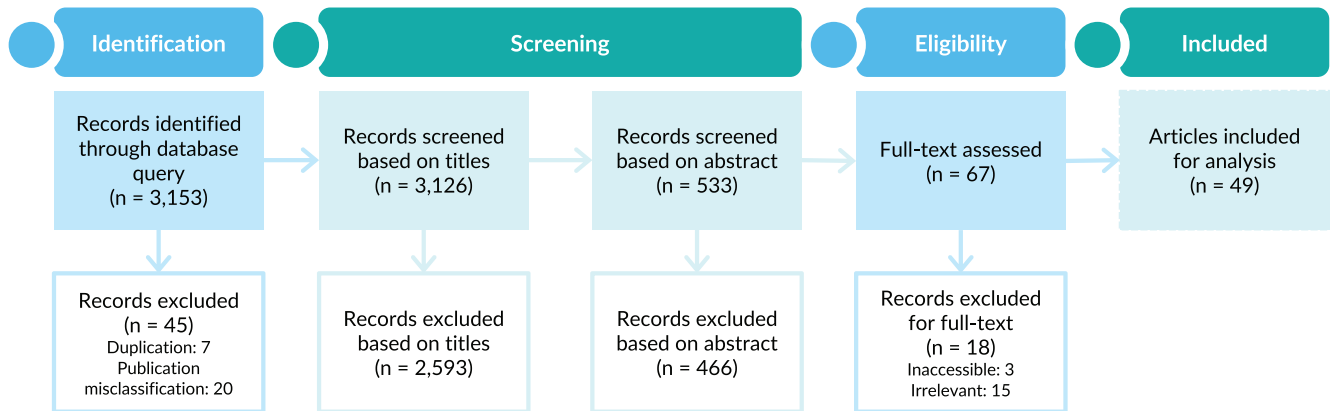 Identification
Screening
Eligibility
Included
Records identified
through database
query
(n = 3,153)
Records screened
based on titles
(n = 3,126)
Records screened
based on abstract
(n = 533)
Full-text assessed
(n = 67)
Articles included
for analysis
(n = 49)
Records excluded
(n = 45)
Duplication: 7
Publication
misclassification: 20
Records excluded
based on titles
(n = 2,593)
Records excluded
based on abstract
(n = 466)
Records excluded
for full-text
(n = 18)
Inaccessible: 3
Irrelevant: 15